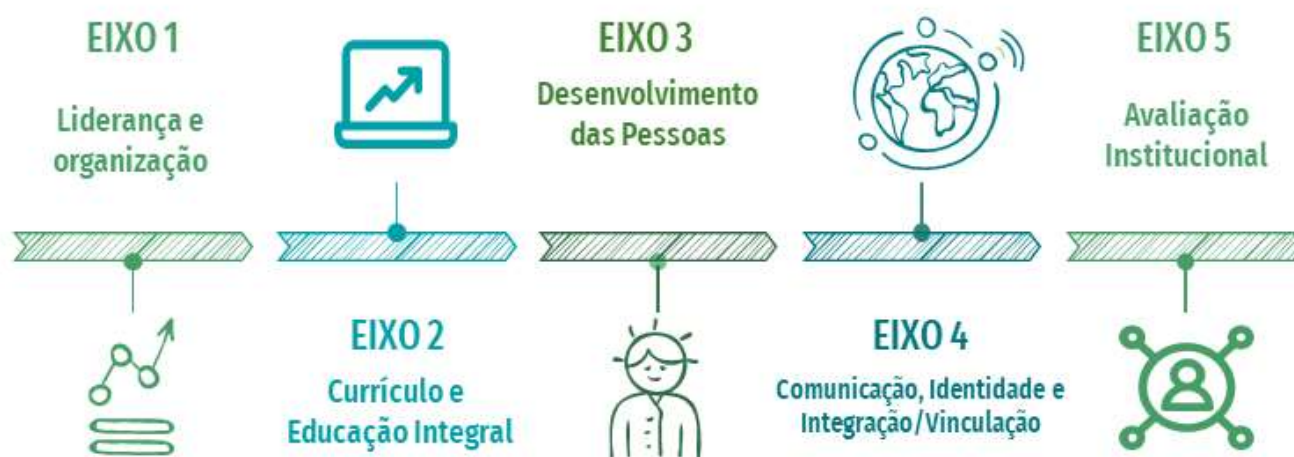 EIXO 1
Liderança e
organização
EIXO 2
Currículo e
Educação Integral
EIXO 3
Desenvolvimento
das Pessoas
EIXO 4
Comunicação, Identidade e
Integração/Vinculação
EIXO 5
Avaliação
Institucional